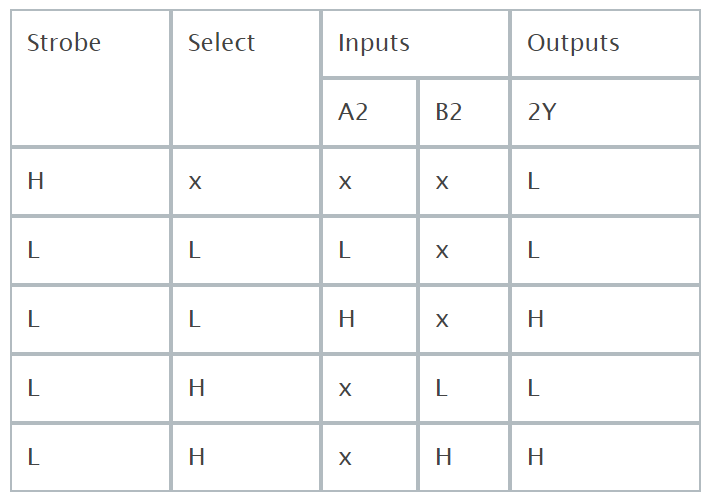 Strobe Select Inputs Outputs
A2 B2 2Y
H x x x L
L L L x L
L L H x H
L H x L L
L H x H H